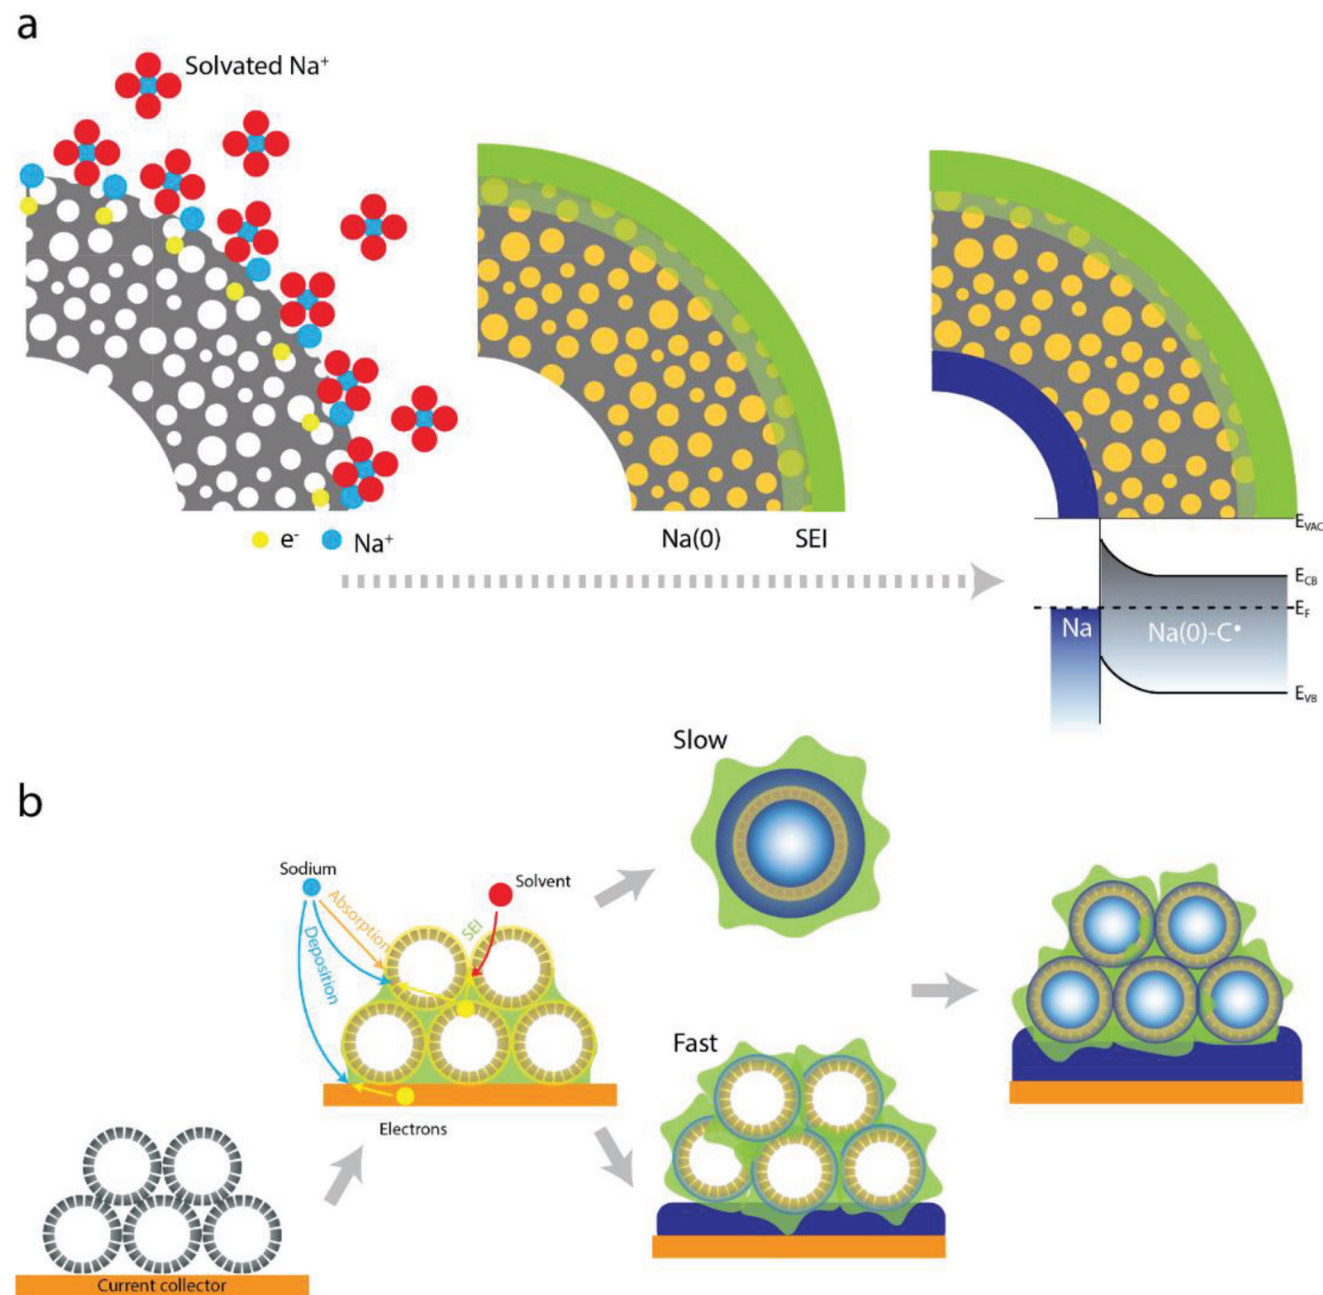 a
Solvated Na⁺
e⁻
Na⁺
Na(0)
SEI
E_VAC
E_CB
E_F
Na
Na(0)-C•
E_VB
b
Slow
Sodium
Solvent
Absorption
SEI
Deposition
Fast
Electrons
Current collector